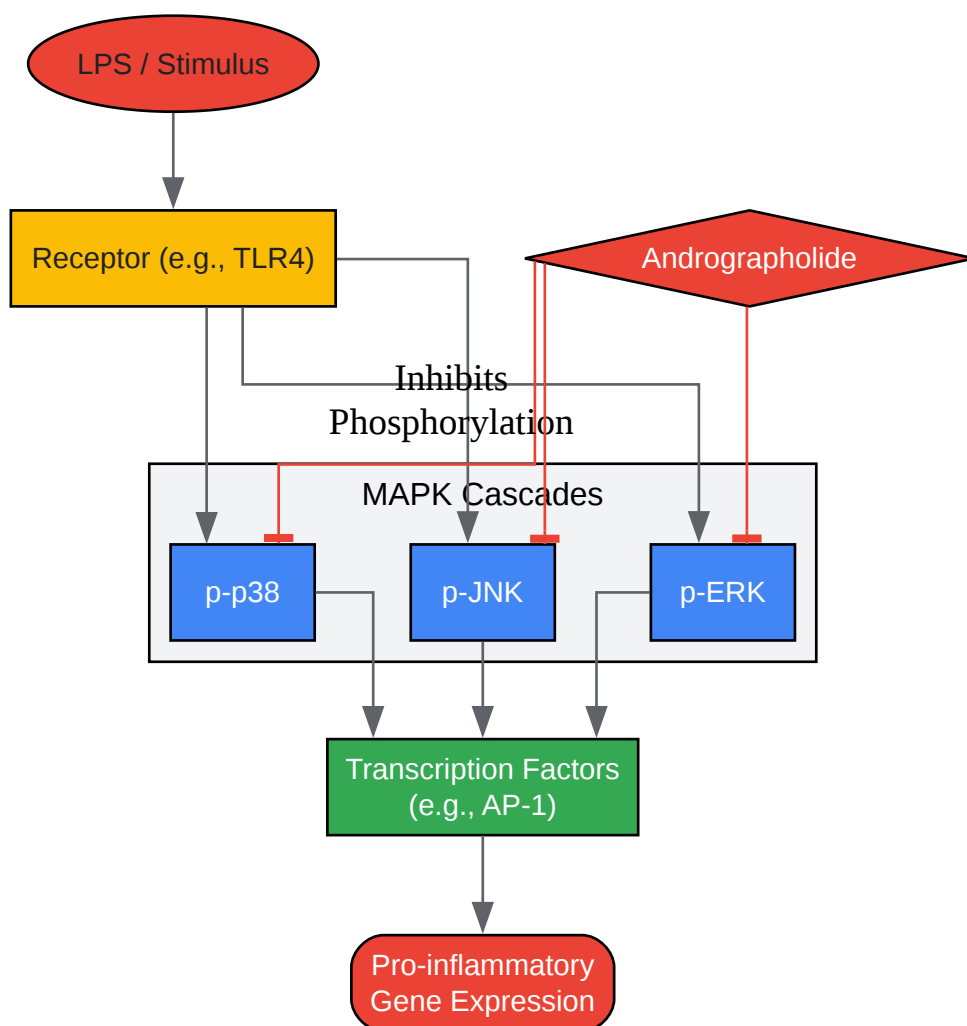 LPS / Stimulus
Receptor (e.g., TLR4)
Andrographolide
Inhibits
Phosphorylation
MAPK Cascades
p-p38
p-JNK
p-ERK
Transcription Factors
(e.g., AP-1)
Pro-inflammatory
Gene Expression